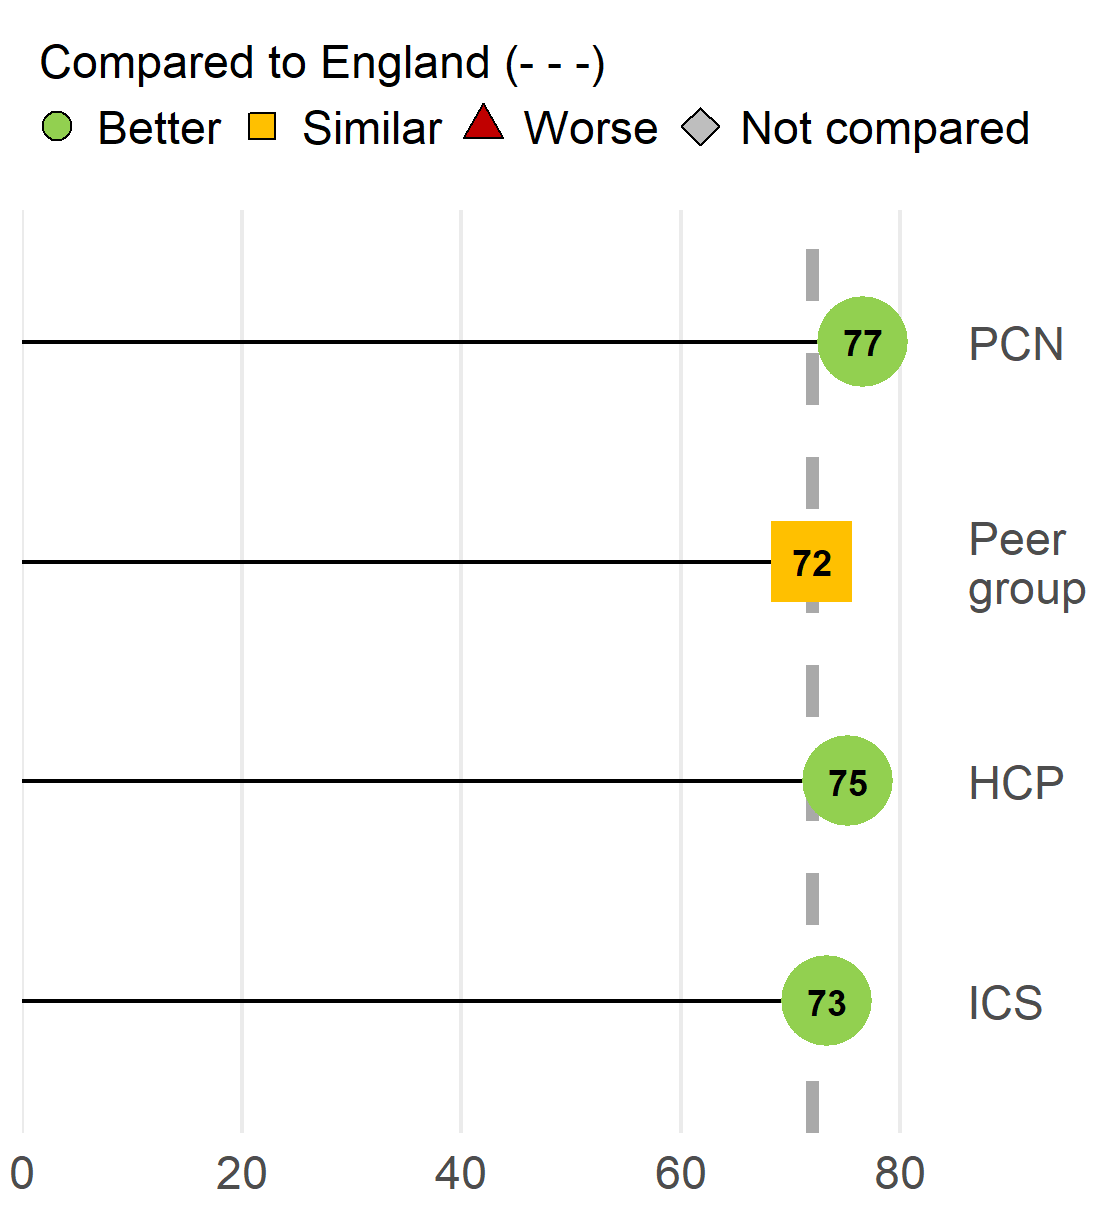 Compared to England (- - -)
Better Similar Worse Not compared
77 PCN
72 Peer
group
75 HCP
73 ICS
0 20 40 60 80